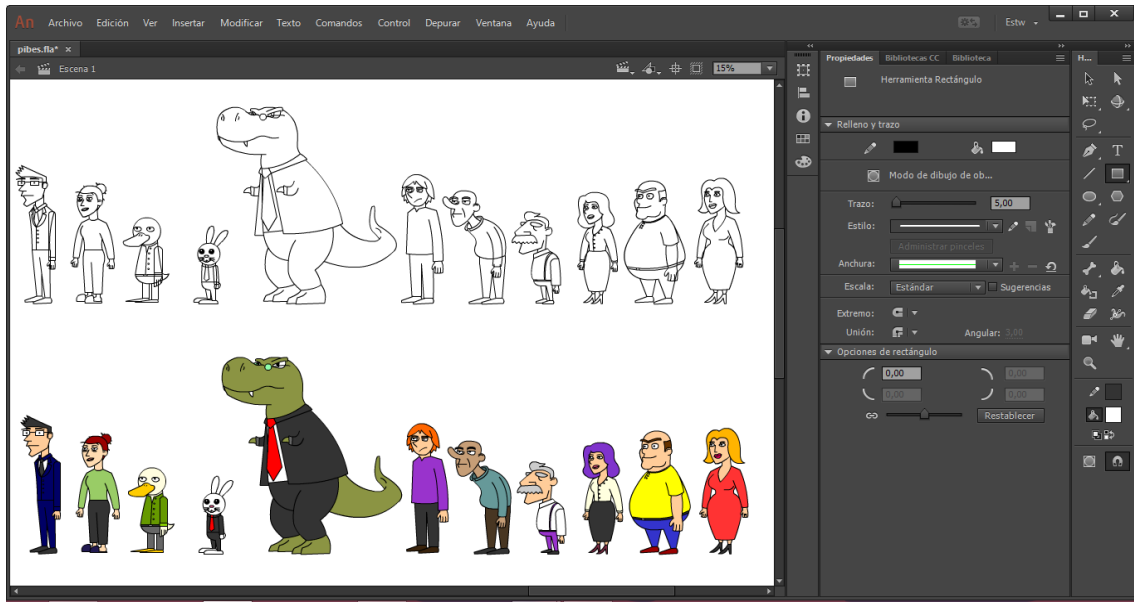 An Archivo Edición Ver Insertar Modificar Texto Comandos Control Depurar Ventana Ayuda Estw
pibes.fla* ×
Escena 1 15%
Propiedades Bibliotecas CC Biblioteca
H...
Herramienta Rectángulo
Relleno y trazo
Modo de dibujo de ob...
Trazo: 5,00
Estilo:
Administrar pinceles
Anchura:
Escala: Estándar Sugerencias
Extremo:
Unión: Angular: 3,00
Opciones de rectángulo
0,00 0,00
0,00 0,00
Restablecer